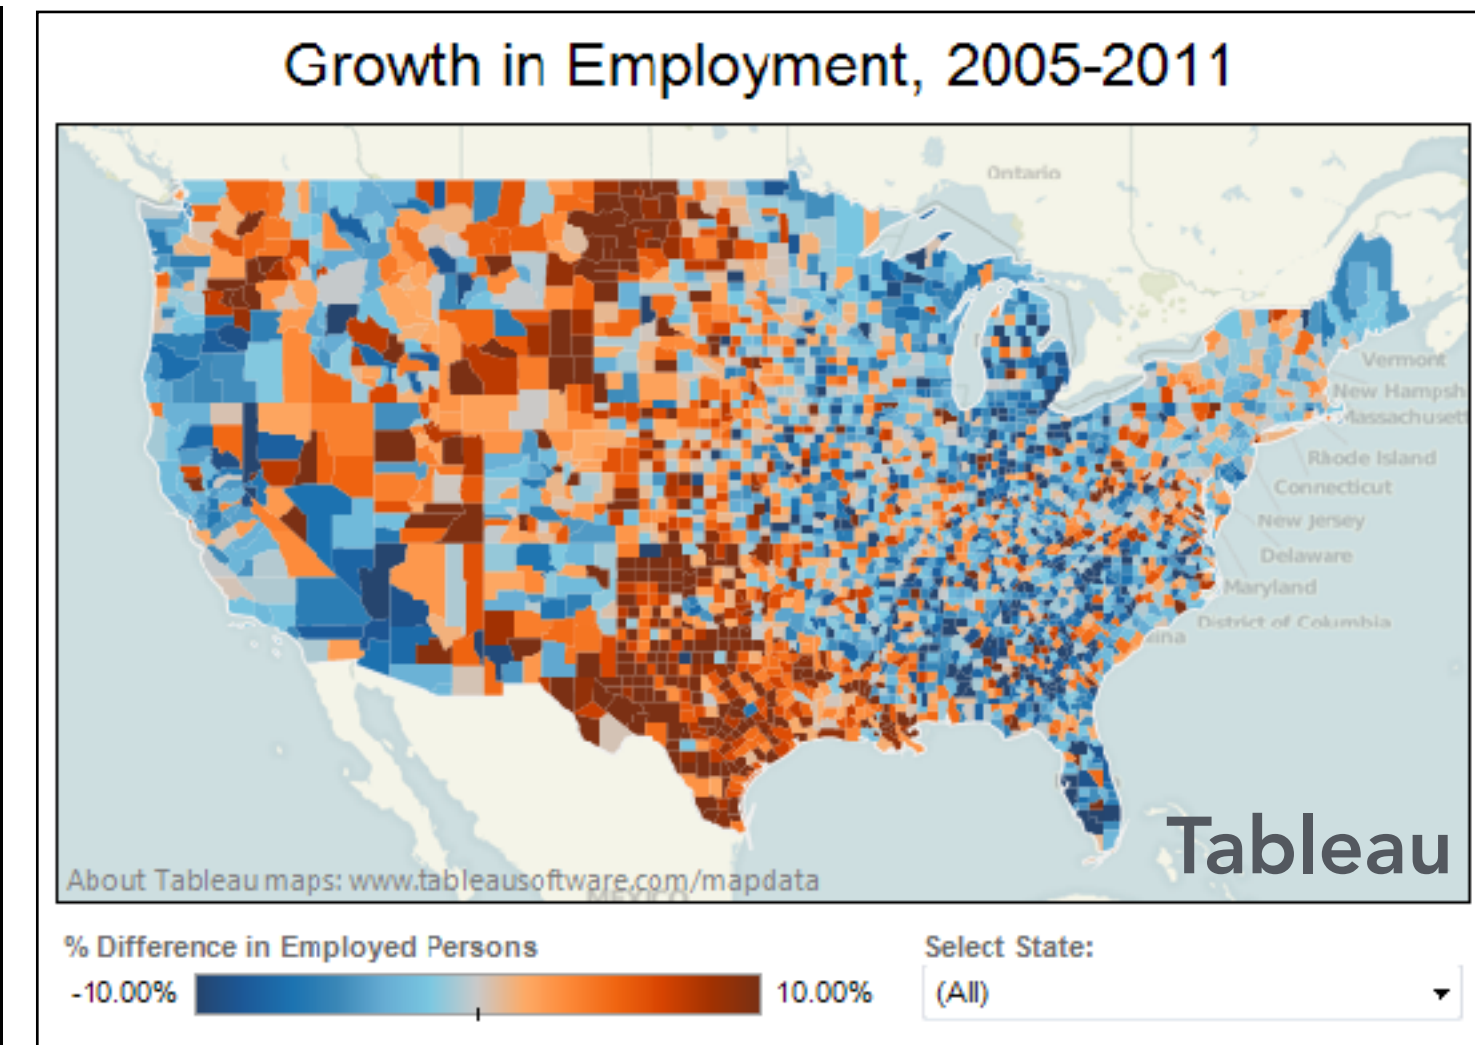 Growth in Employment, 2005-2011
Ontario
Vermont
New Hampsh
Massachusett
Rhode Island
Connecticut
New Jersey
Delaware
Maryland
District of Columbia
Tableau
About Tableau maps: www.tableausoftware.com/mapdata
MEXICO
% Difference in Employed Persons
Select State:
-10.00%
10.00%
(All)